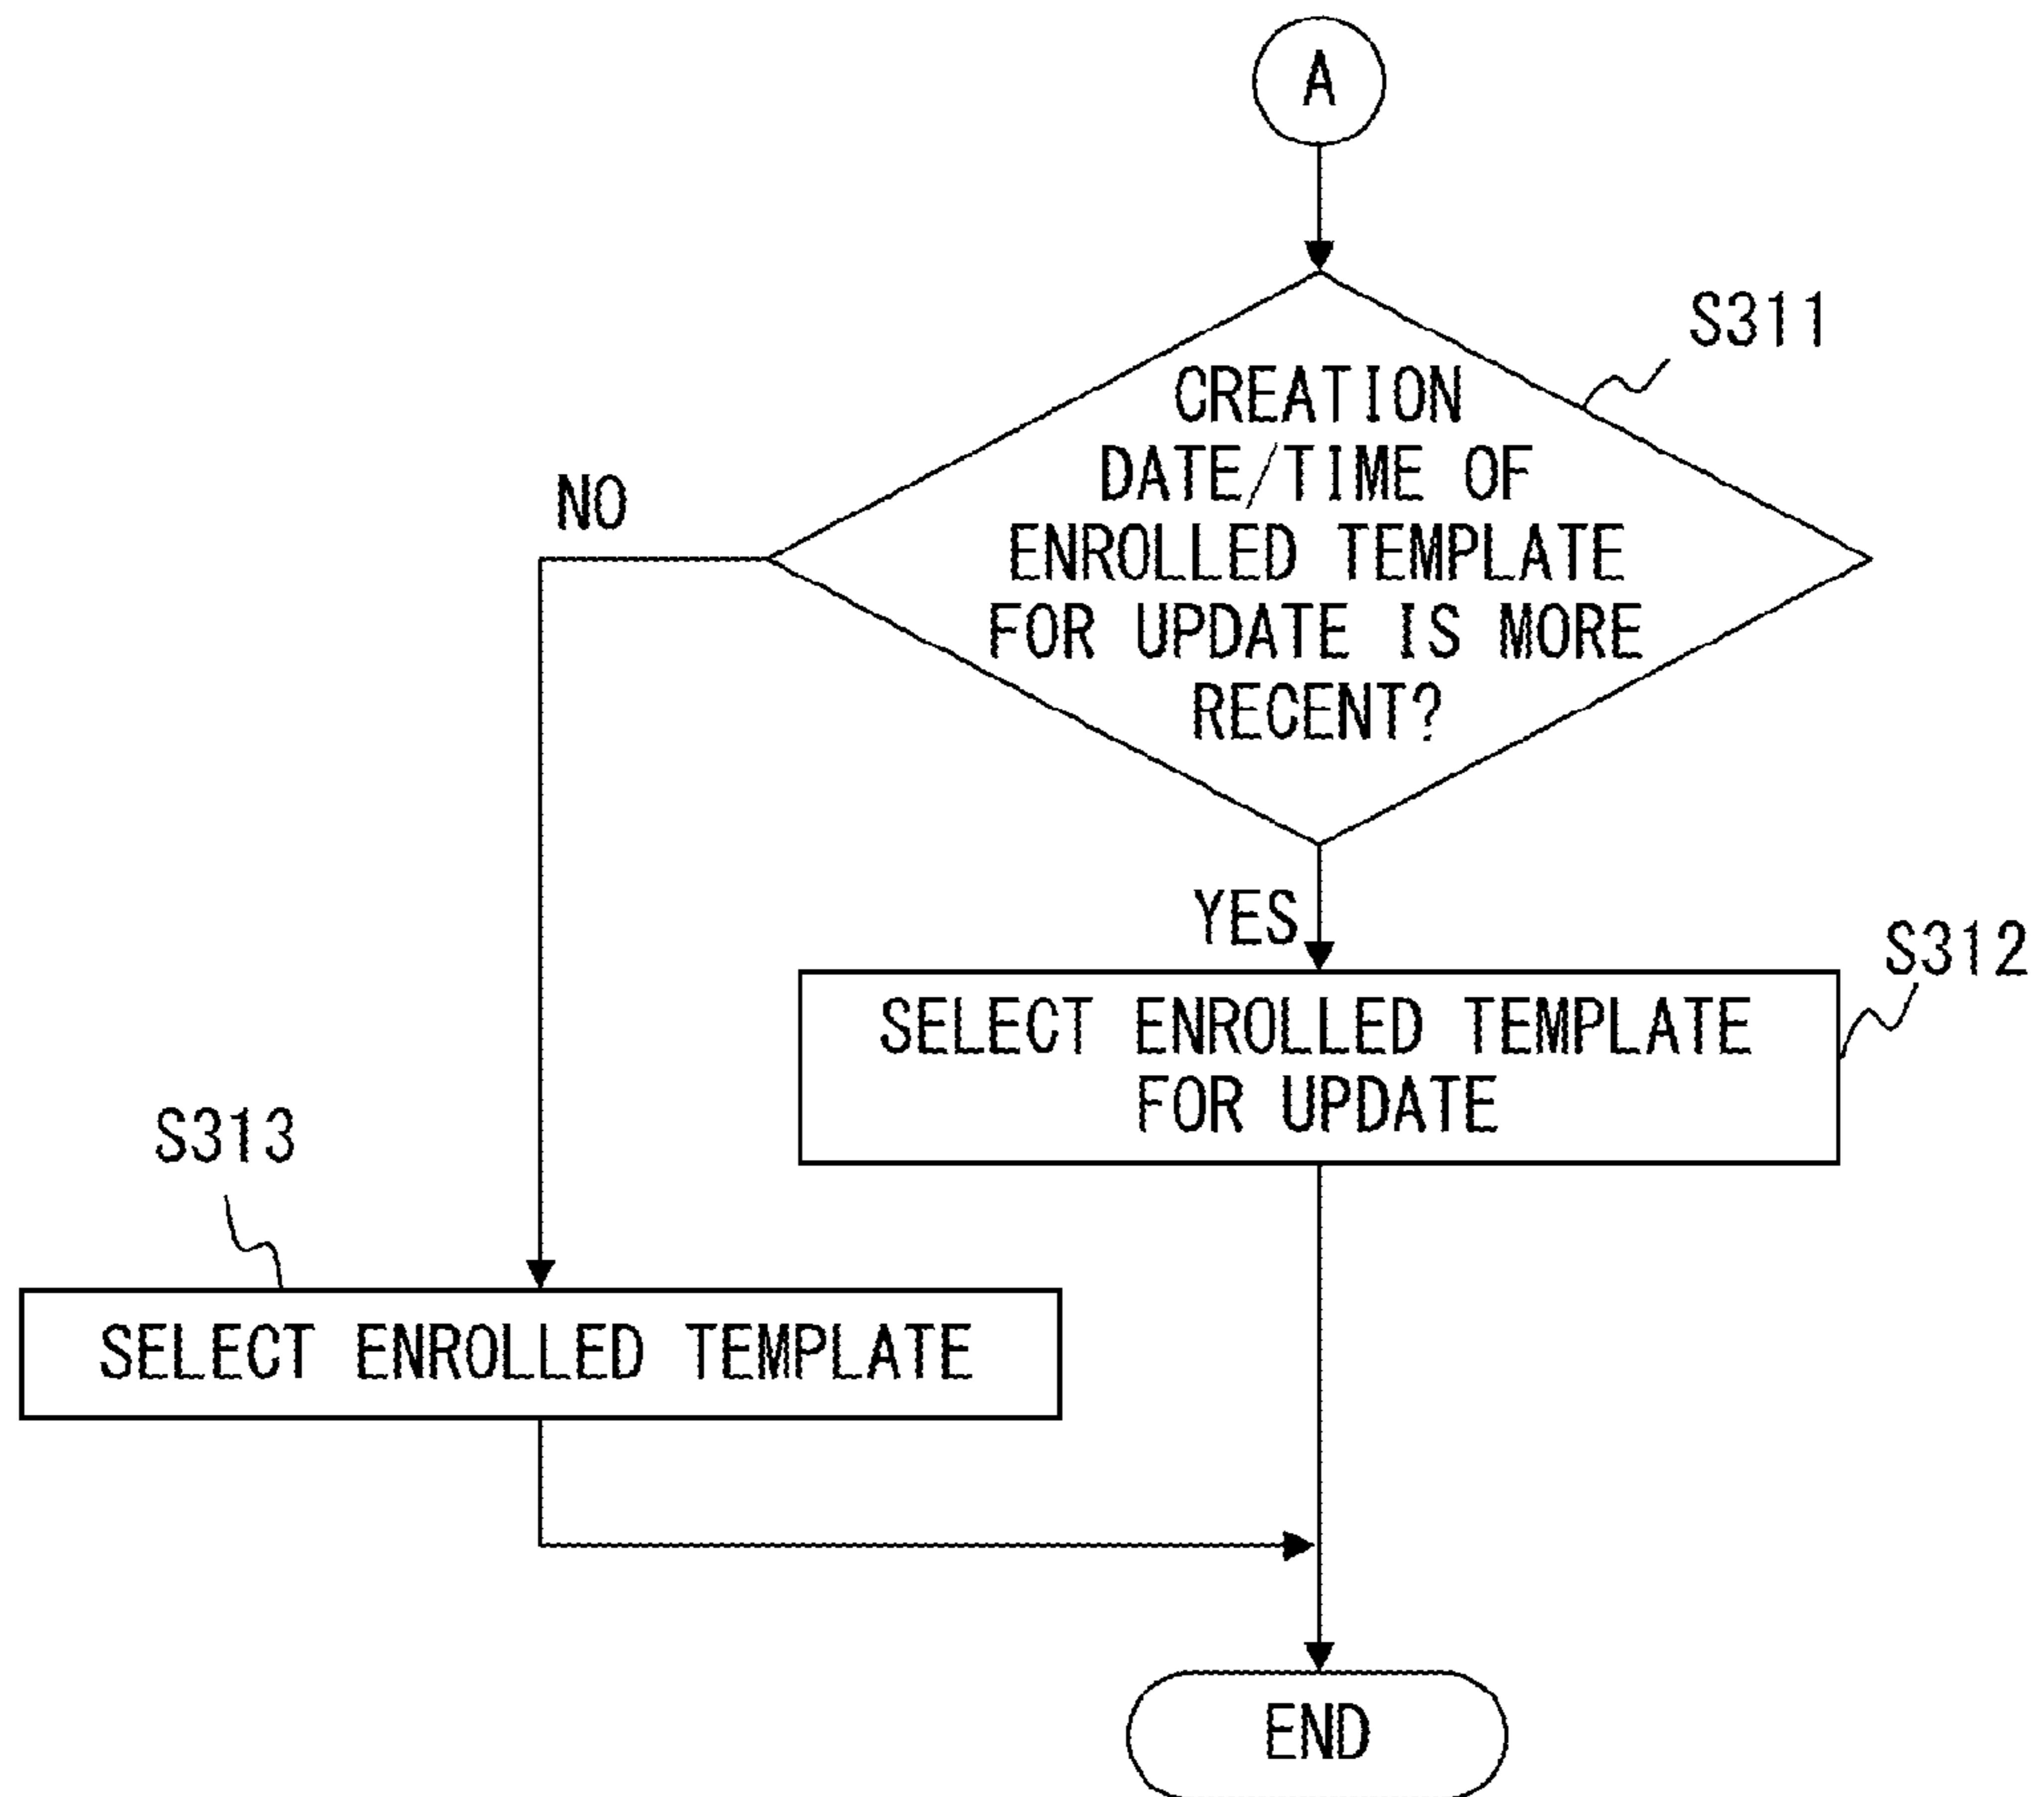 A
S311
CREATION
DATE/TIME OF
ENROLLED TEMPLATE
FOR UPDATE IS MORE
RECENT?
NO
YES
S312
SELECT ENROLLED TEMPLATE
FOR UPDATE
S313
SELECT ENROLLED TEMPLATE
END